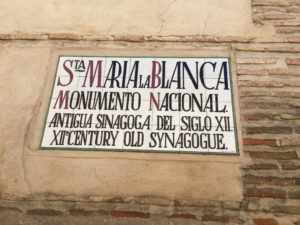 STA MARIA LA BLANCA
MONUMENTO NACIONAL.
ANTIGUA SINAGOGA DEL SIGLO XII.
XIIth CENTURY OLD SYNAGOGUE.